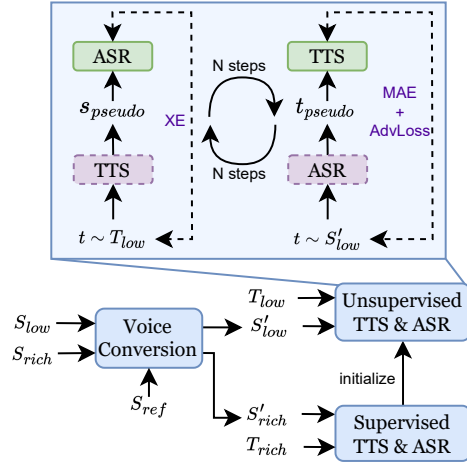 ASR
s_pseudo
TTS
t ~ T_low
XE
N steps
N steps
TTS
t_pseudo
ASR
t ~ S'_low
MAE
+
AdvLoss
S_low
S_rich
Voice
Conversion
S_ref
T_low
S'_low
Unsupervised
TTS & ASR
initialize
S'_rich
T_rich
Supervised
TTS & ASR